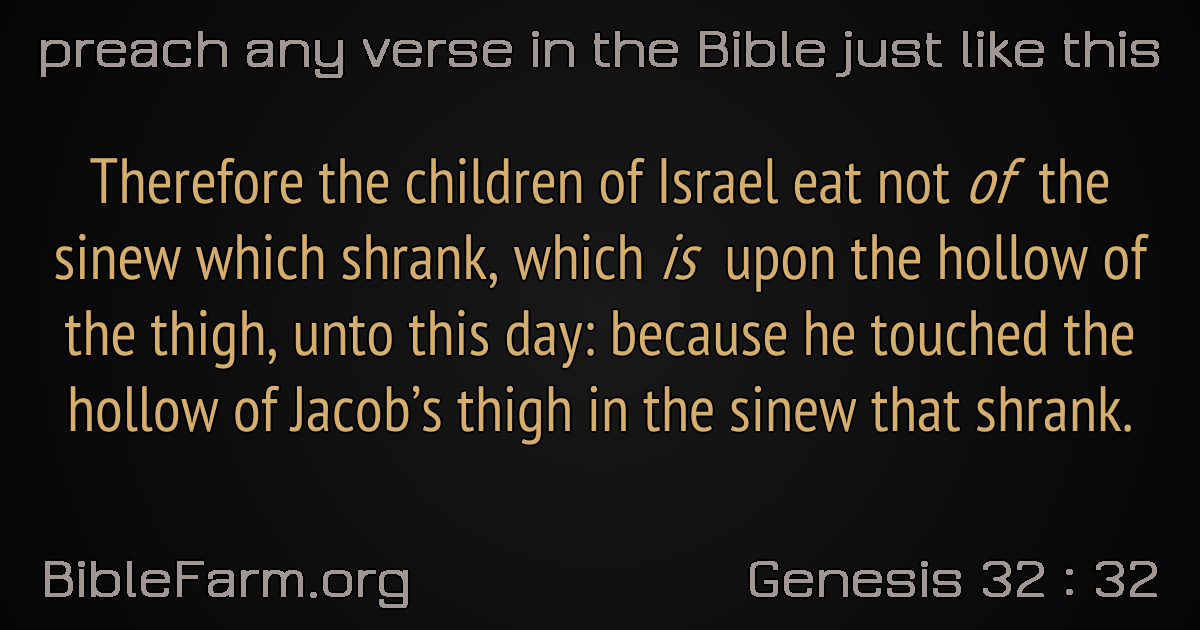 preach any verse in the Bible just like this
Therefore the children of Israel eat not of the
sinew which shrank, which is upon the hollow of
the thigh, unto this day: because he touched the
hollow of Jacob’s thigh in the sinew that shrank.
BibleFarm.org
Genesis 32 : 32